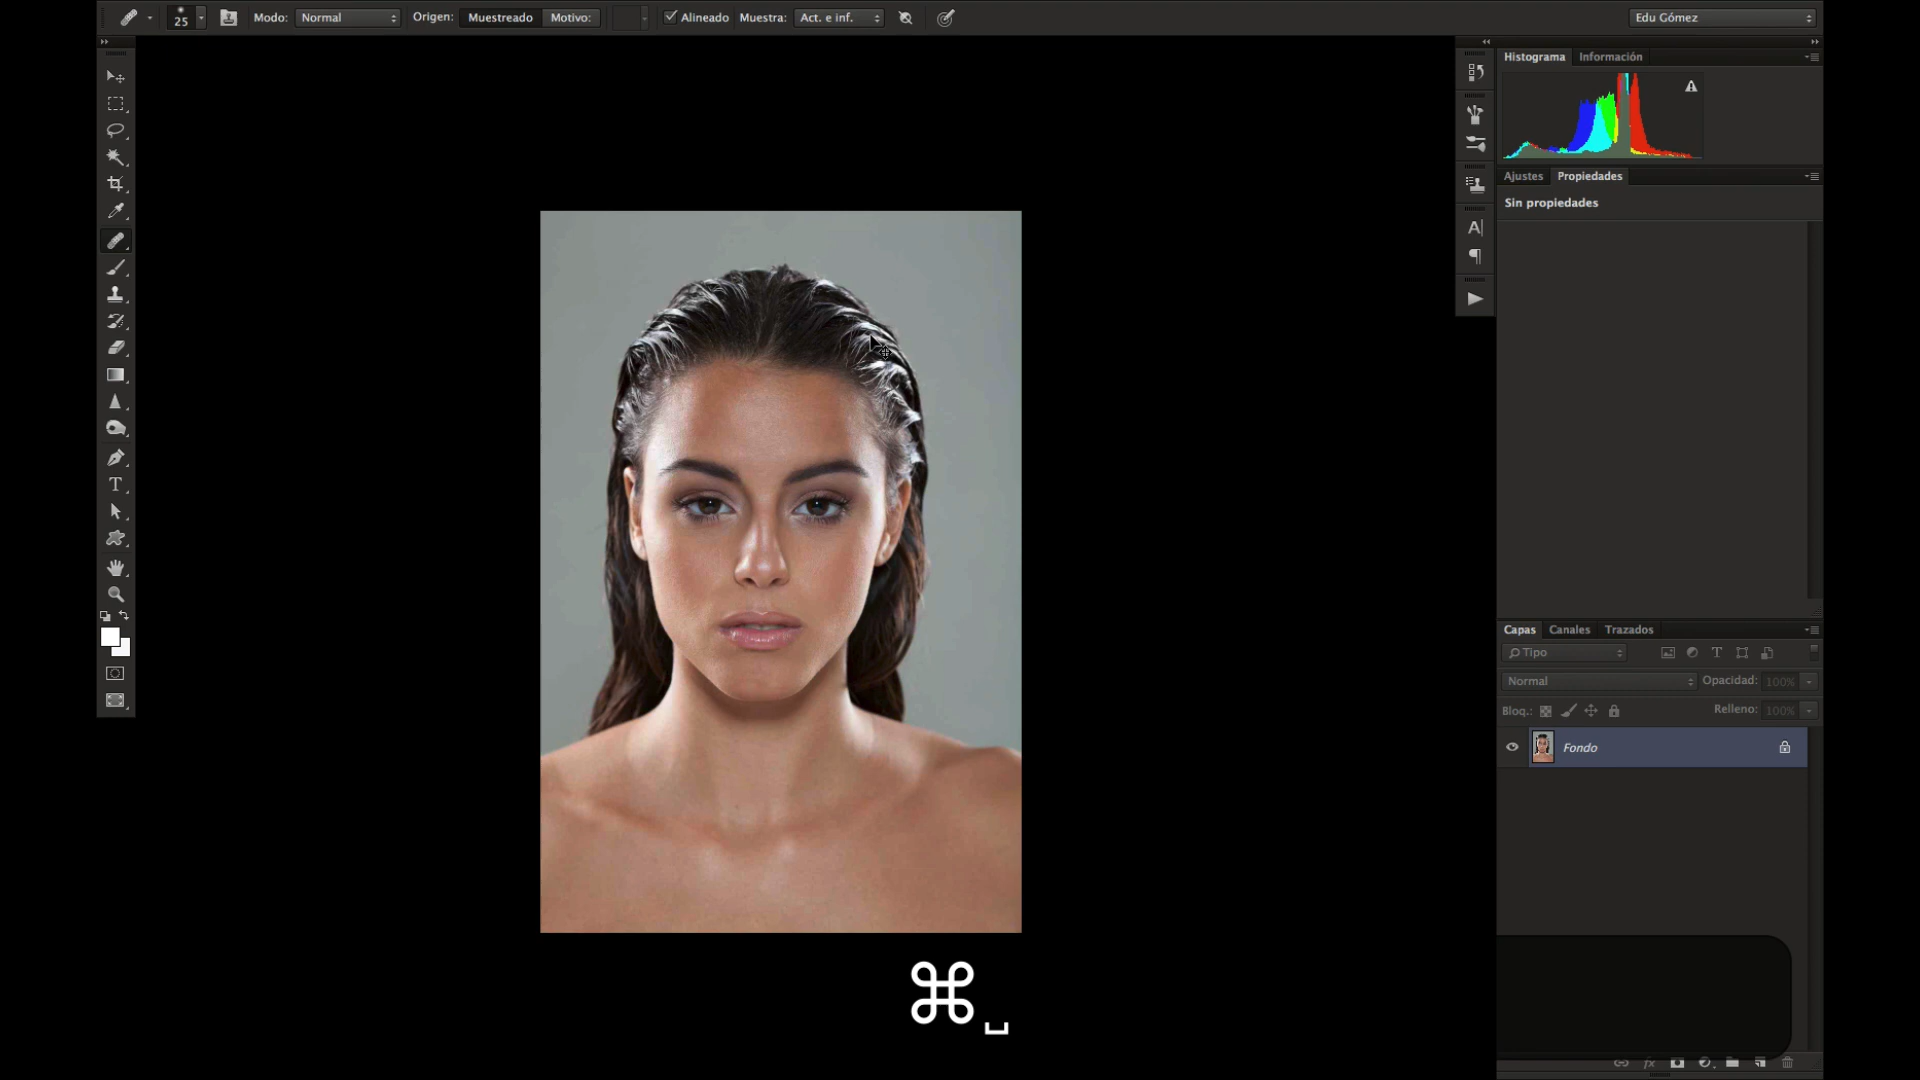 25
Modo: Normal
Origen: Muestreado Motivo:
Alineado
Muestra: Act. e inf.
Edu Gómez
Histograma Información
Ajustes Propiedades
Sin propiedades
Capas Canales Trazados
Tipo
Normal Opacidad: 100%
Bloq.: Relleno: 100%
Fondo